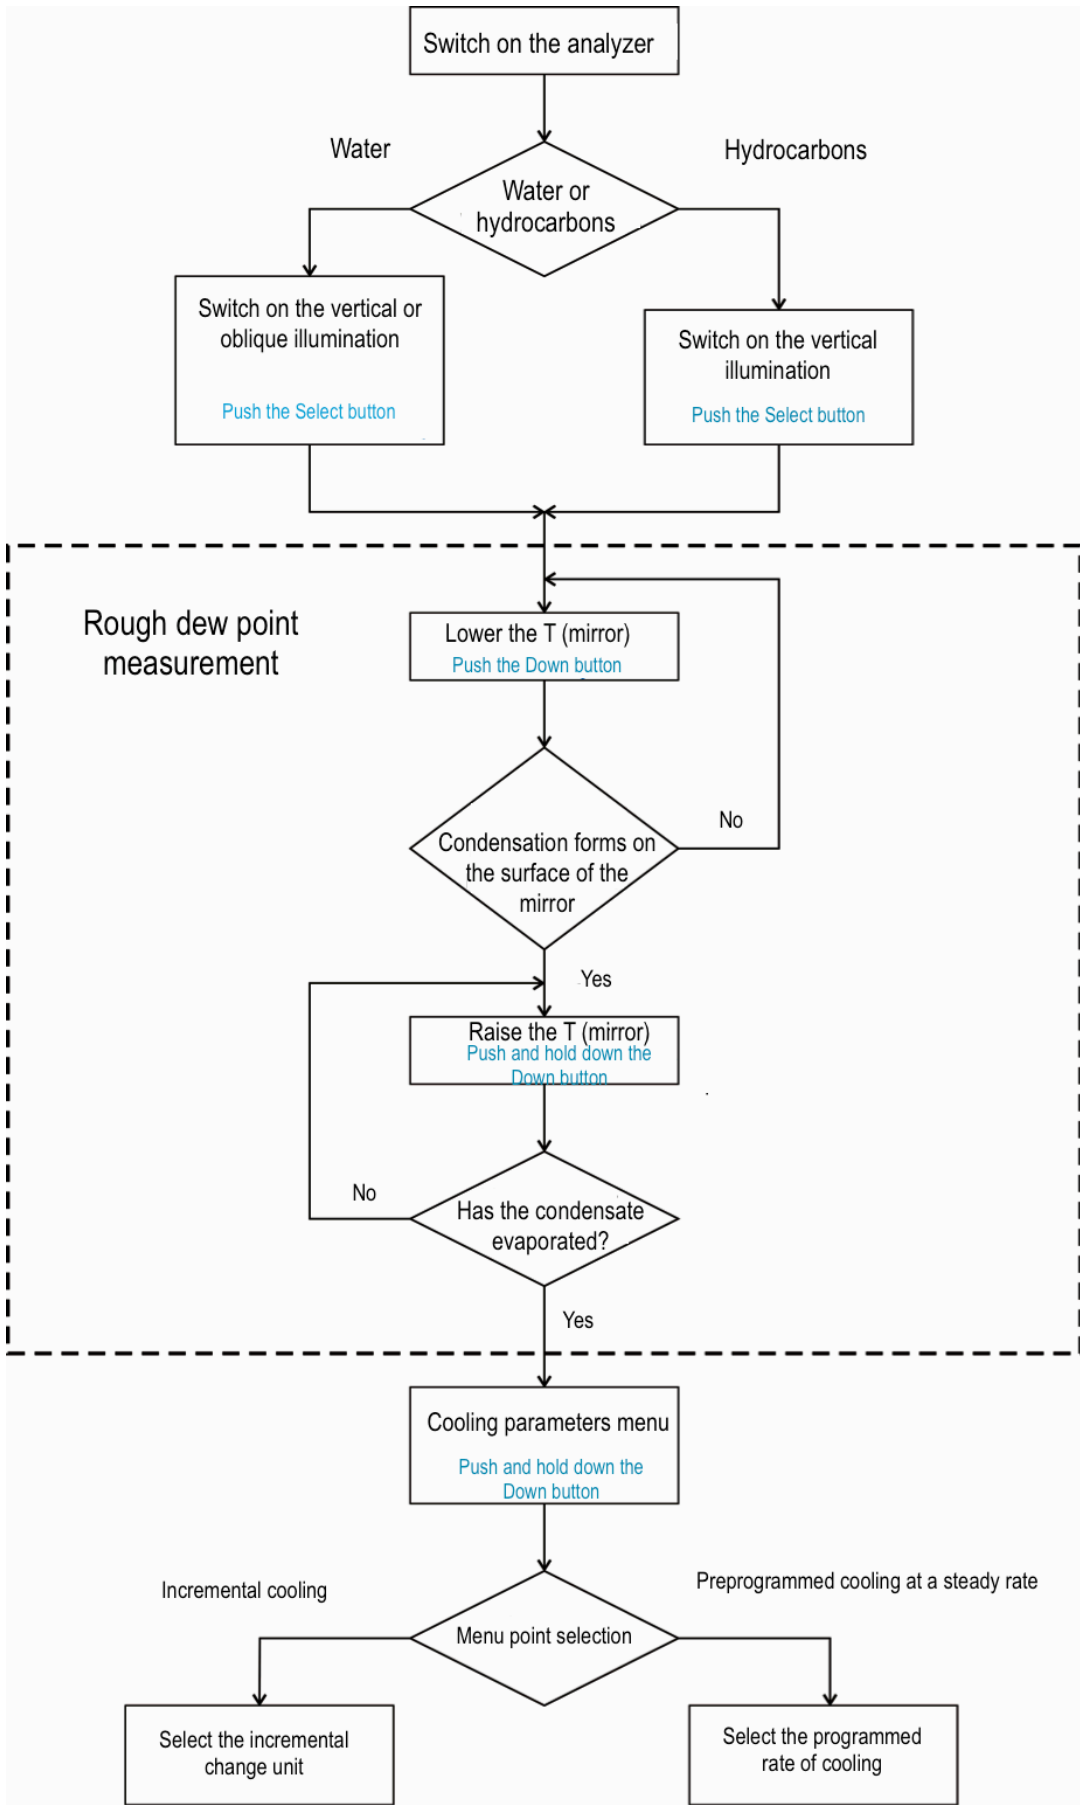 Switch on the analyzer
Water
Hydrocarbons
Water or
hydrocarbons
Switch on the vertical or
oblique illumination
Push the Select button
Switch on the vertical
illumination
Push the Select button
Rough dew point
measurement
Lower the T (mirror)
Push the Down button
No
Condensation forms on
the surface of the
mirror
Yes
Raise the T (mirror)
Push and hold down the
Down button
No
Has the condensate
evaporated?
Yes
Cooling parameters menu
Push and hold down the
Down button
Incremental cooling
Preprogrammed cooling at a steady rate
Menu point selection
Select the incremental
change unit
Select the programmed
rate of cooling